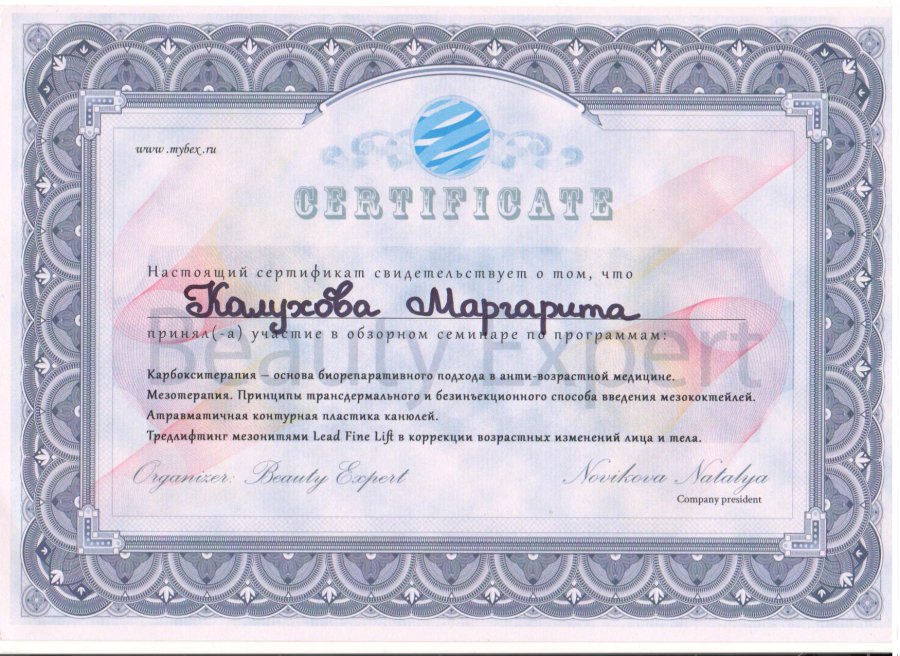 www.mybex.ru
CERTIFICATE
Настоящий сертификат свидетельствует о том, что
Калухова Маргарита
принял(-а) участие в обзорном семинаре по программам:
Beauty Expert
Карбокситерапия – основа биорепаративного подхода в анти-возрастной медицине.
Мезотерапия. Принципы трансдермального и безинъекционного способа введения мезококтейлей.
Атравматичная контурная пластика канюлей.
Тредлифтинг мезонитями Lead Fine Lift в коррекции возрастных изменений лица и тела.
Organizer: Beauty Expert Novikova Natalya
Company president